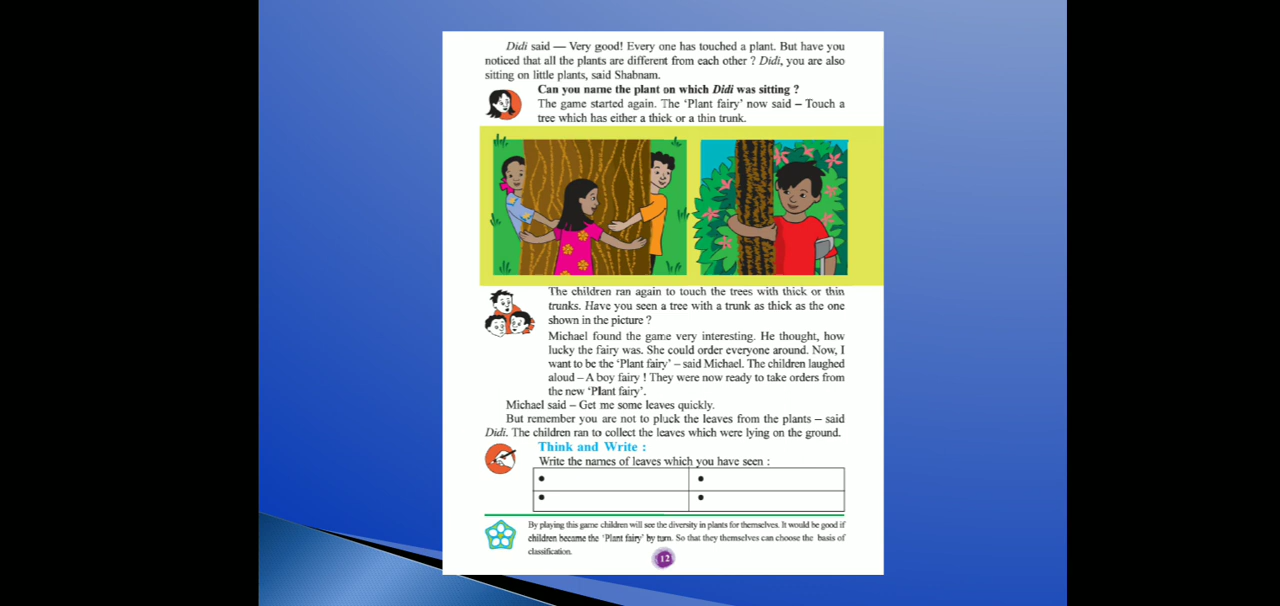 Didi said — Very good! Every one has touched a plant. But have you
noticed that all the plants are different from each other ? Didi, you are also
sitting on little plants, said Shabnam.
Can you name the plant on which Didi was sitting ?
The game started again. The ‘Plant fairy’ now said – Touch a
tree which has either a thick or a thin trunk.
The children ran again to touch the trees with thick or thin
trunks. Have you seen a tree with a trunk as thick as the one
shown in the picture ?
Michael found the game very interesting. He thought, how
lucky the fairy was. She could order everyone around. Now, I
want to be the ‘Plant fairy’ – said Michael. The children laughed
aloud – A boy fairy ! They were now ready to take orders from
the new ‘Plant fairy’.
Michael said – Get me some leaves quickly.
But remember you are not to pluck the leaves from the plants – said
Didi. The children ran to collect the leaves which were lying on the ground.
Think and Write :
Write the names of leaves which you have seen :
By playing this game children will see the diversity in plants for themselves. It would be good if
children became the ‘Plant fairy’ by turn. So that they themselves can choose the basis of
classification.
12